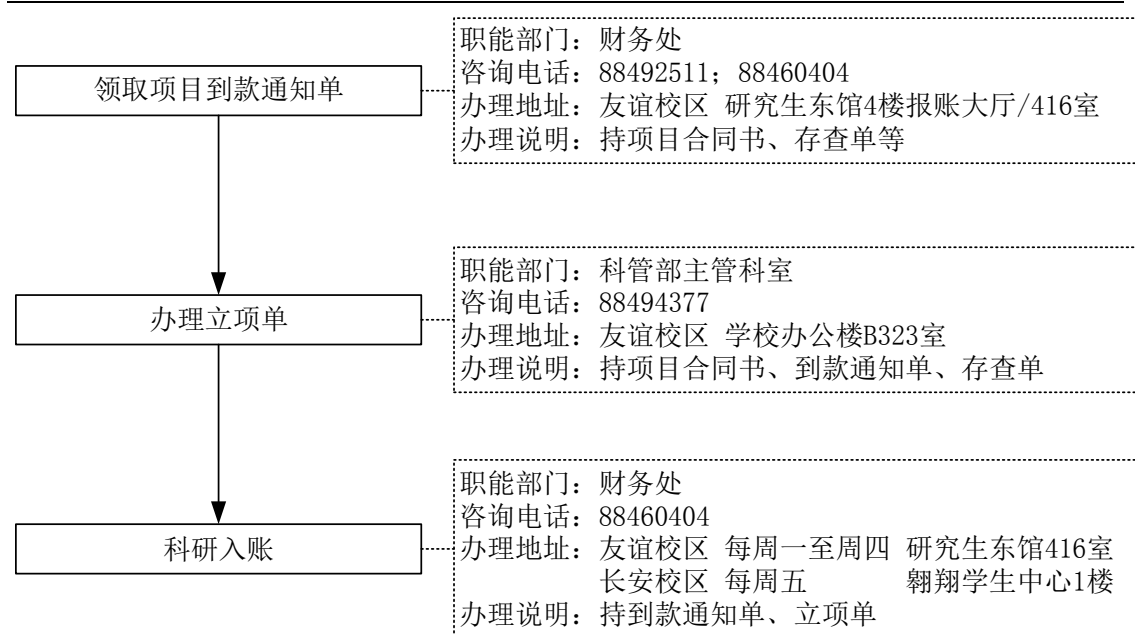 领取项目到款通知单
职能部门：财务处
咨询电话：88492511；88460404
办理地址：友谊校区 研究生东馆4楼报账大厅/416室
办理说明：持项目合同书、存查单等
办理立项单
职能部门：科管部主管科室
咨询电话：88494377
办理地址：友谊校区 学校办公楼B323室
办理说明：持项目合同书、到款通知单、存查单
科研入账
职能部门：财务处
咨询电话：88460404
办理地址：友谊校区 每周一至周四 研究生东馆416室
长安校区 每周五 翱翔学生中心1楼
办理说明：持到款通知单、立项单